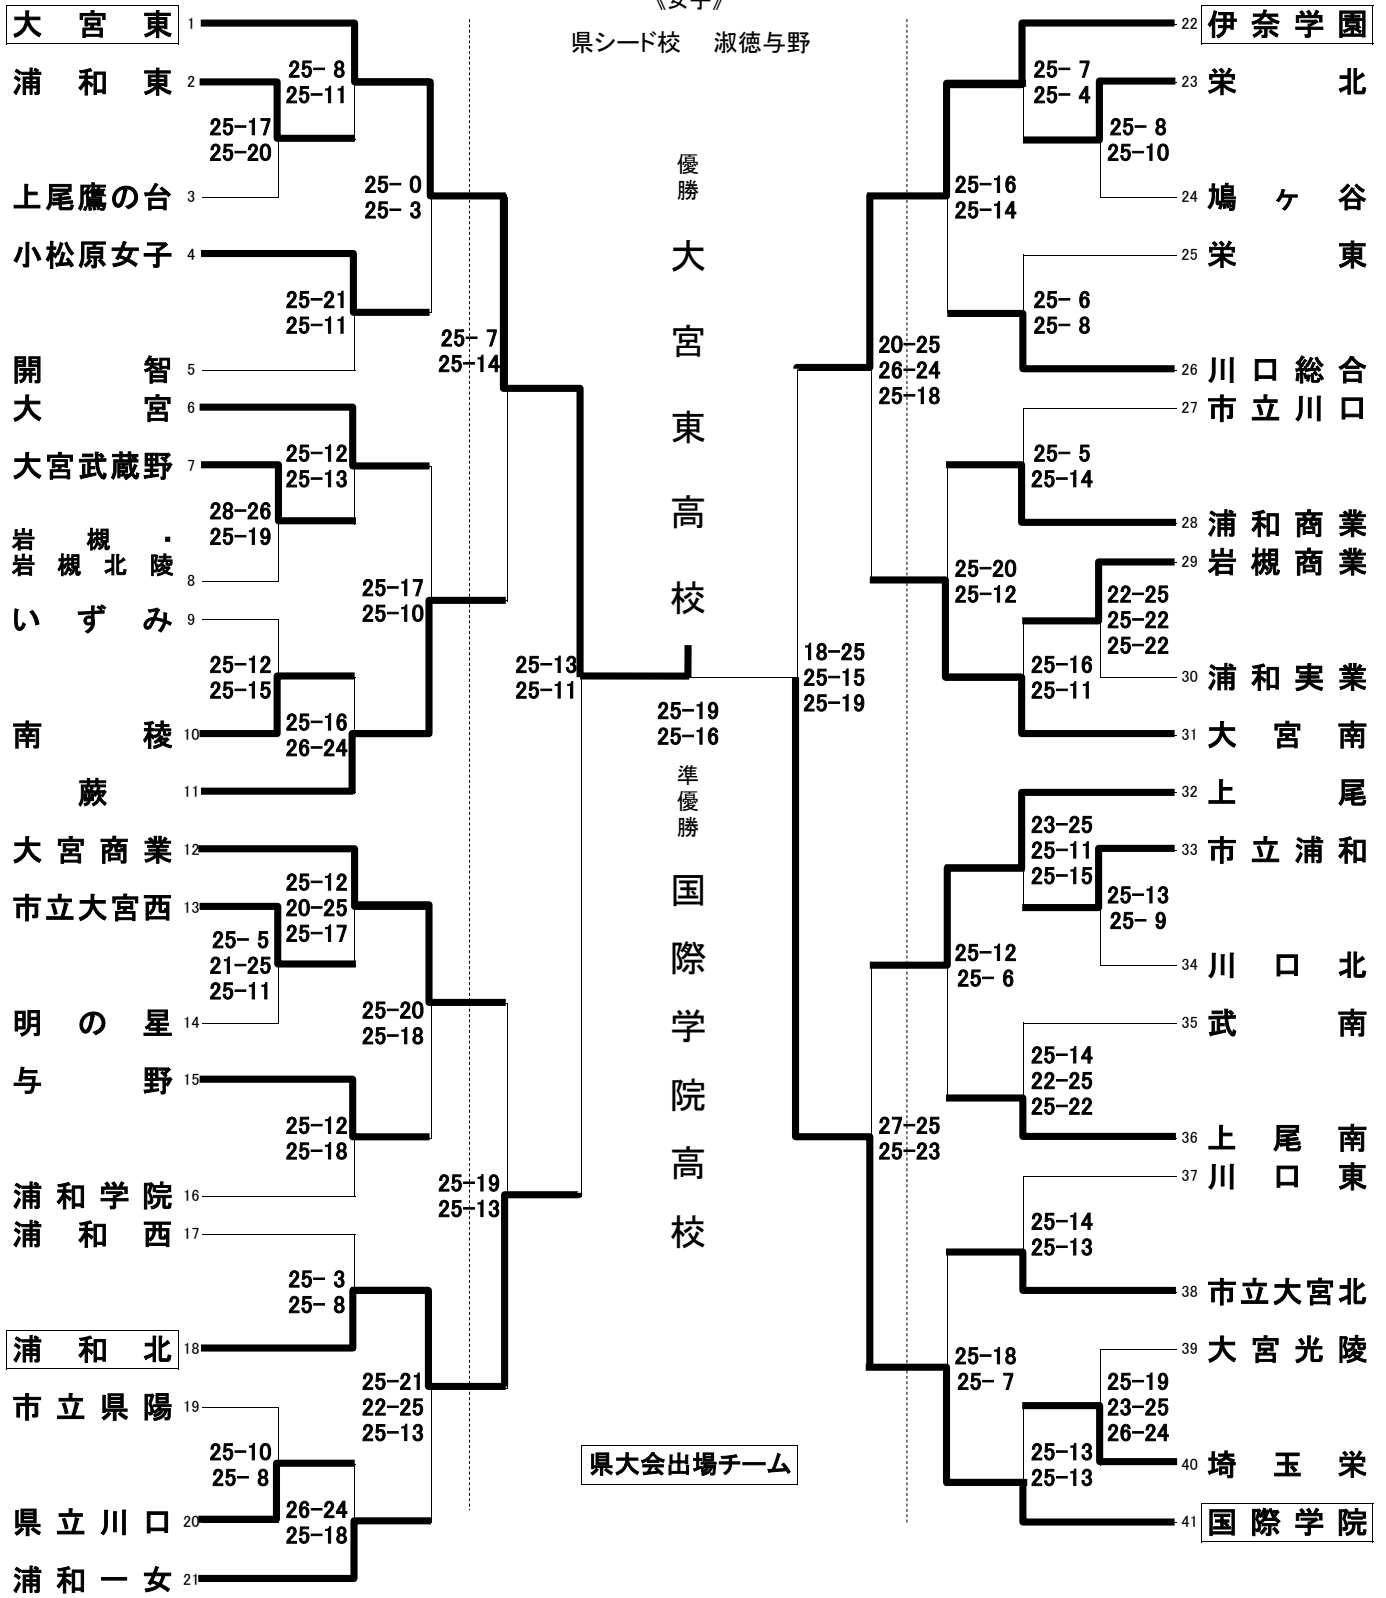 《女子》
県シード校 淑徳与野
大宮東 1
浦和東 2
上尾鷹の台 3
小松原女子 4
開智 5
大宮 6
大宮武蔵野 7
岩槻・
岩槻北陵 8
いずみ 9
南稜 10
蕨 11
大宮商業 12
市立大宮西 13
明の星 14
与野 15
浦和学院 16
浦和西 17
浦和北 18
市立県陽 19
県立川口 20
浦和一女 21
25-8
25-11
25-17
25-20
25-0
25-3
25-21
25-11
25-7
25-14
25-12
25-13
28-26
25-19
25-17
25-10
25-12
25-15
25-16
26-24
25-13
25-11
25-12
20-25
25-17
25-5
21-25
25-11
25-20
25-18
25-12
25-18
25-19
25-13
25-3
25-8
25-21
22-25
25-13
25-10
25-8
26-24
25-18
優勝
大宮東高校
25-19
25-16
準優勝
国際学院高校
県大会出場チーム
22 伊奈学園
23 栄北
24 鳩ヶ谷
25 栄東
26 川口総合
27 市立川口
28 浦和商業
29 岩槻商業
30 浦和実業
31 大宮南
32 上尾
33 市立浦和
34 川口北
35 武南
36 上尾南
37 川口東
38 市立大宮北
39 大宮光陵
40 埼玉栄
41 国際学院
25-7
25-4
25-8
25-10
25-16
25-14
25-6
25-8
20-25
26-24
25-18
25-5
25-14
25-20
25-12
22-25
25-22
25-22
25-16
25-11
18-25
25-15
25-19
23-25
25-11
25-15
25-13
25-9
25-12
25-6
25-14
22-25
25-22
27-25
25-23
25-14
25-13
25-18
25-7
25-19
23-25
26-24
25-13
25-13